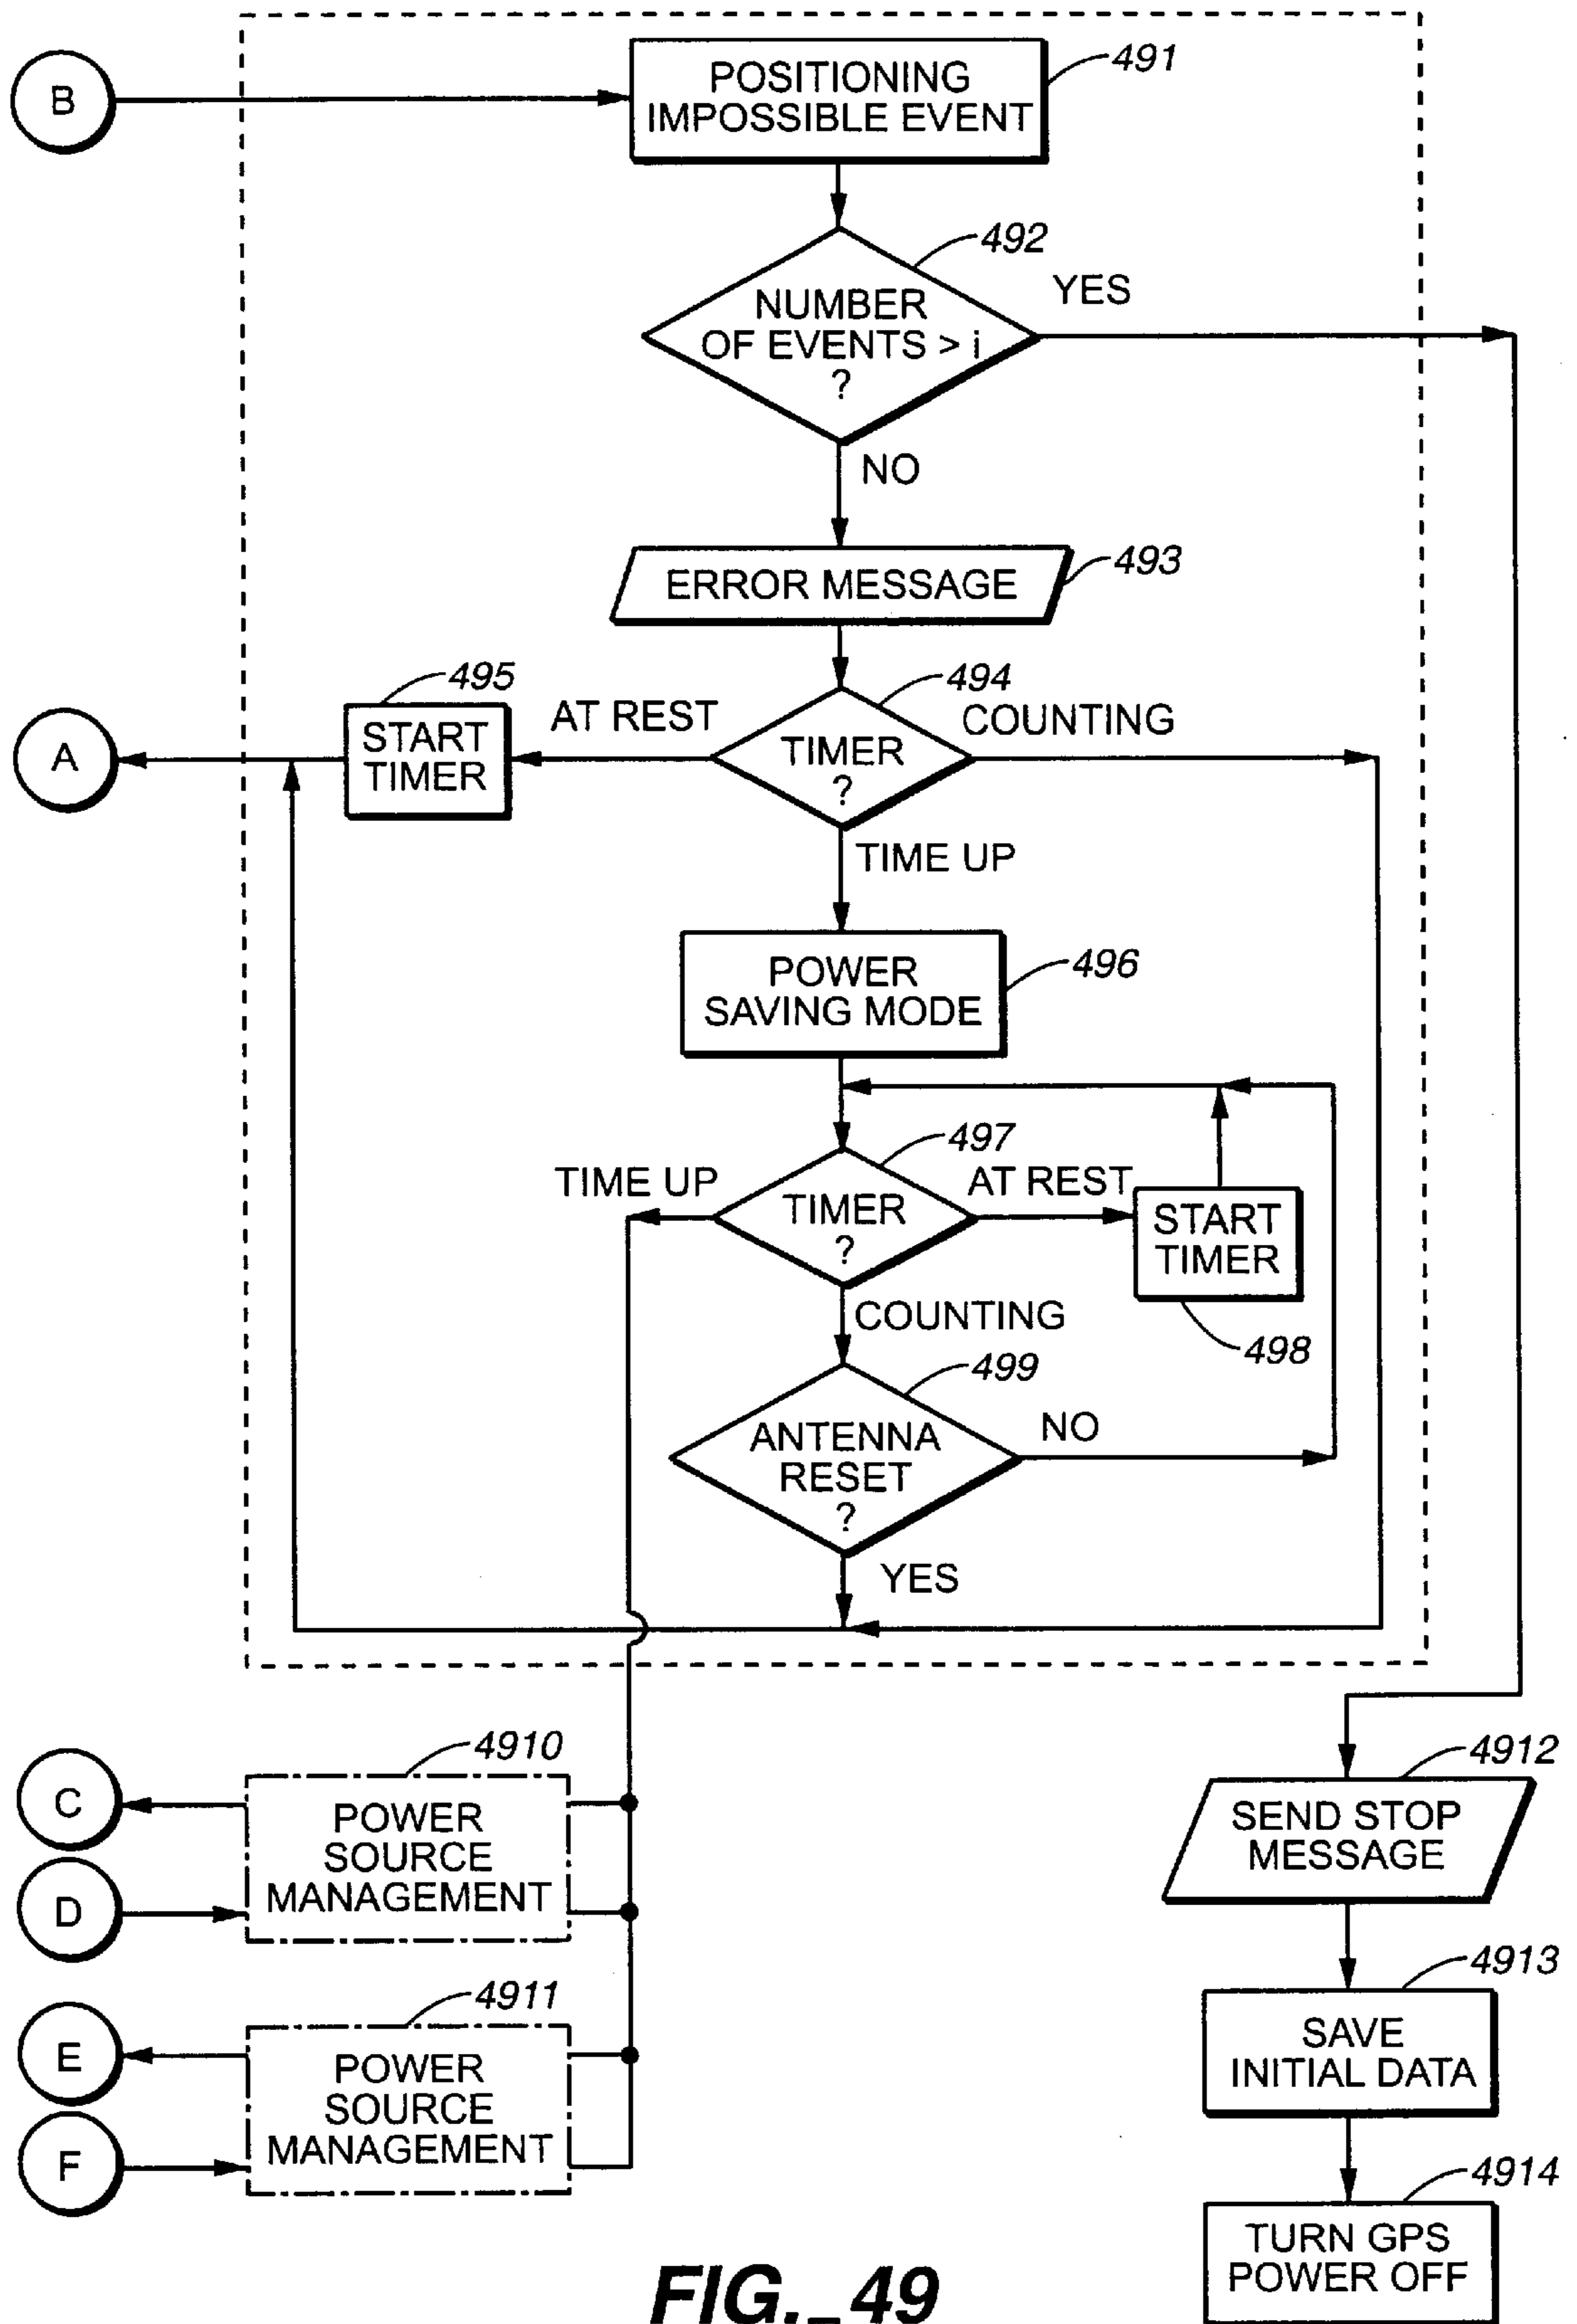 B
POSITIONING
IMPOSSIBLE EVENT
491
492
NUMBER
OF EVENTS > i
?
YES
NO
ERROR MESSAGE
493
A
495
START
TIMER
AT REST
494
TIMER
?
COUNTING
TIME UP
POWER
SAVING MODE
496
497
TIME UP
TIMER
?
AT REST
START
TIMER
498
COUNTING
499
ANTENNA
RESET
?
NO
YES
C
D
4910
POWER
SOURCE
MANAGEMENT
E
F
4911
POWER
SOURCE
MANAGEMENT
4912
SEND STOP
MESSAGE
4913
SAVE
INITIAL DATA
4914
TURN GPS
POWER OFF
FIG._49